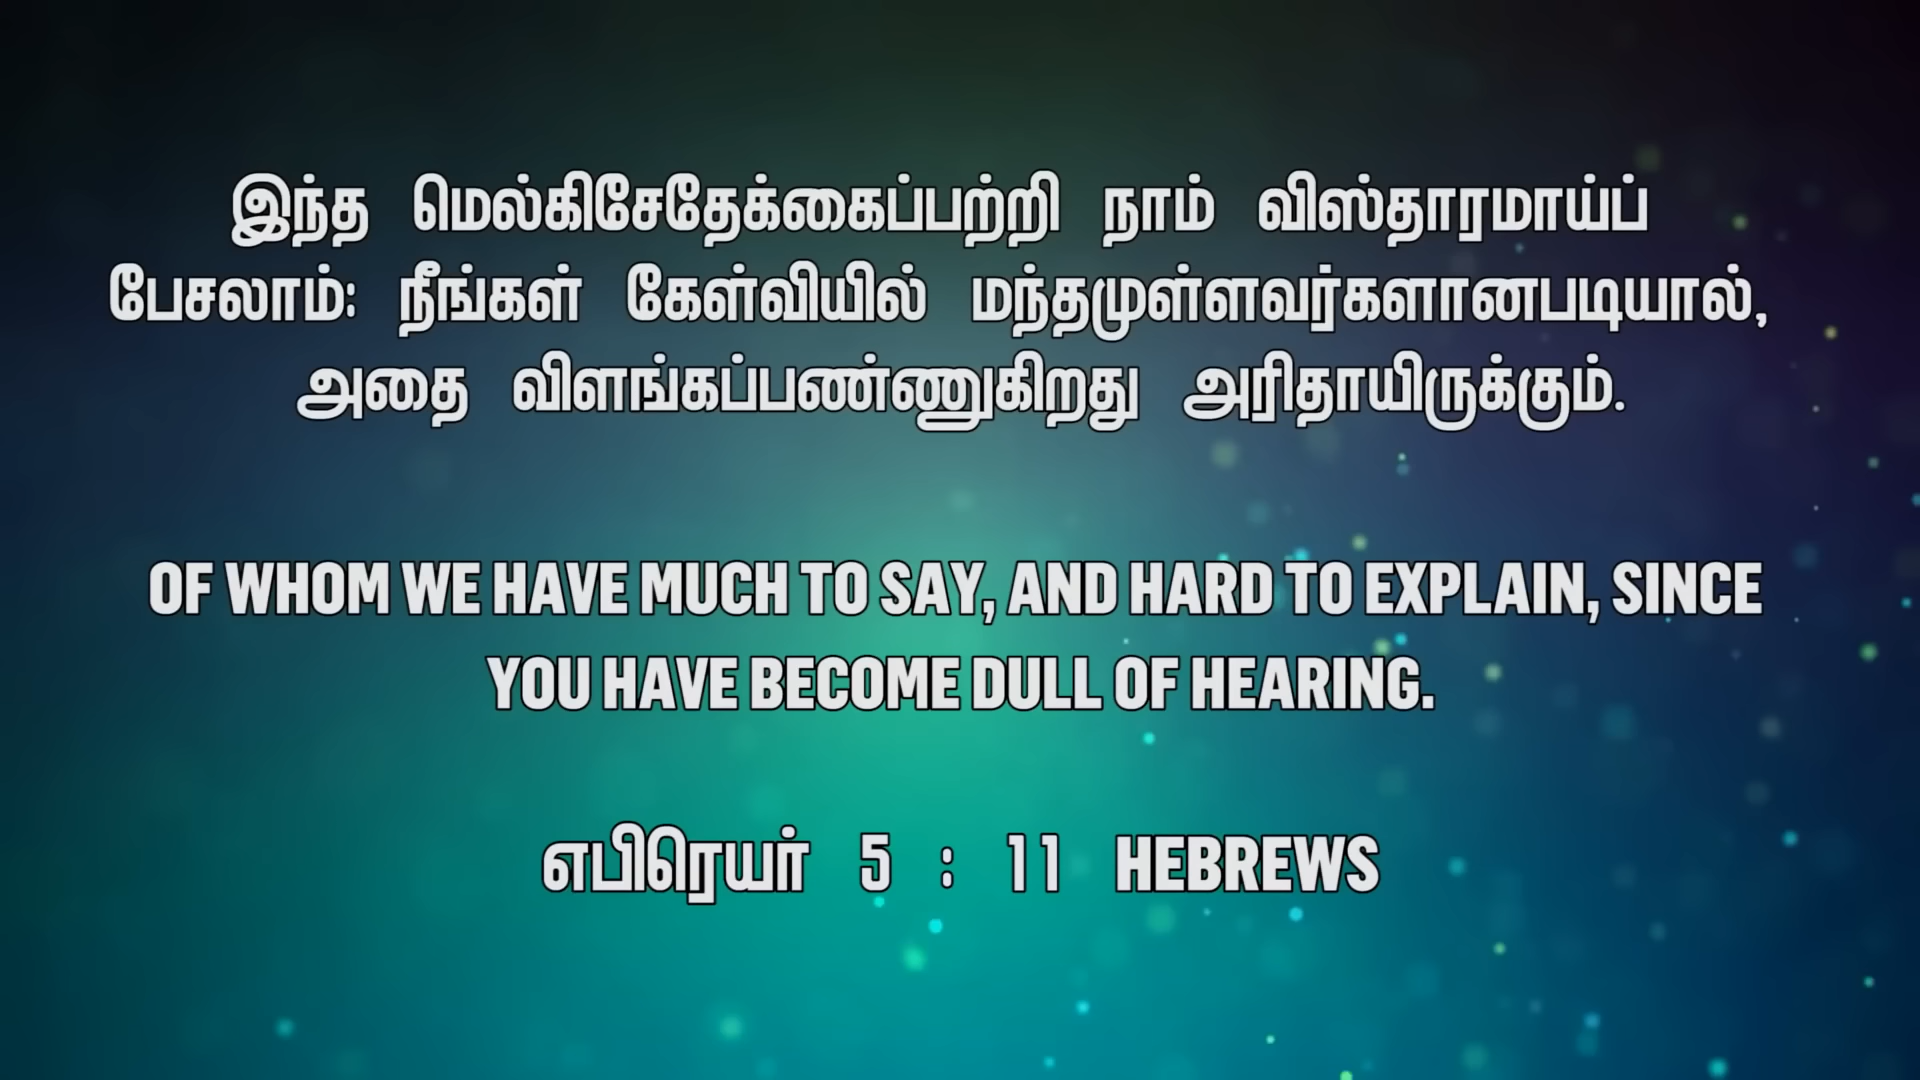 இந்த மெல்கிசேதேக்கைப்பற்றி நாம் விஸ்தாரமாய்ப்
பேசலாம்: நீங்கள் கேள்வியில் மந்தமுள்ளவர்களானபடியால்,
அதை விளங்கப்பண்ணுகிறது அரிதாயிருக்கும்.
OF WHOM WE HAVE MUCH TO SAY, AND HARD TO EXPLAIN, SINCE
YOU HAVE BECOME DULL OF HEARING.
எபிரெயர் 5 : 11 HEBREWS